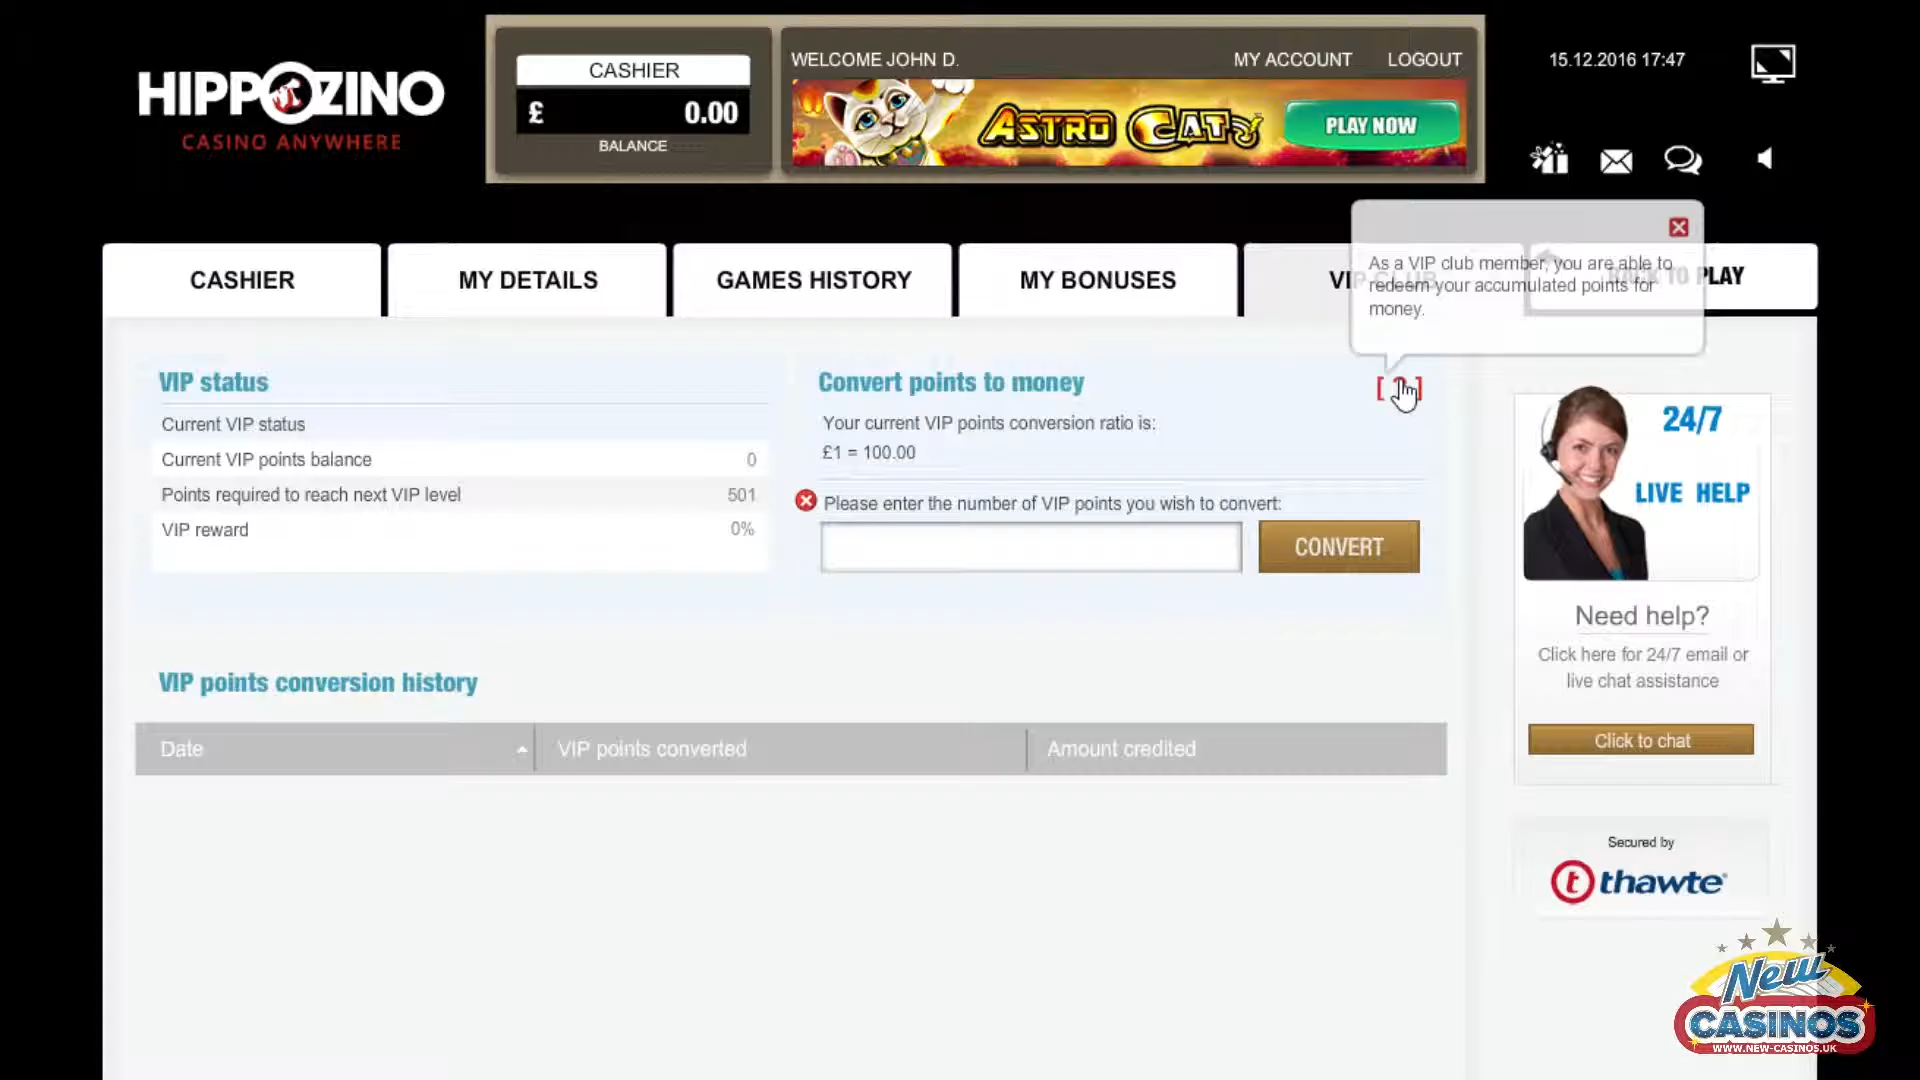 HIPPOZINO
CASINO ANYWHERE
CASHIER
£ 0.00
BALANCE
WELCOME JOHN D.
MY ACCOUNT
LOGOUT
ASTRO CAT
PLAY NOW
15.12.2016 17:47
CASHIER
MY DETAILS
GAMES HISTORY
MY BONUSES
VIP CLUB
BACK TO PLAY
As a VIP club member, you are able to
redeem your accumulated points for
money.
VIP status
Current VIP status
Current VIP points balance 0
Points required to reach next VIP level 501
VIP reward 0%
Convert points to money
[ ? ]
Your current VIP points conversion ratio is:
£1 = 100.00
Please enter the number of VIP points you wish to convert:
CONVERT
VIP points conversion history
Date
VIP points converted
Amount credited
24/7
LIVE HELP
Need help?
Click here for 24/7 email or
live chat assistance
Click to chat
Secured by
thawte
New
CASINOS
WWW.NEW-CASINOS.UK